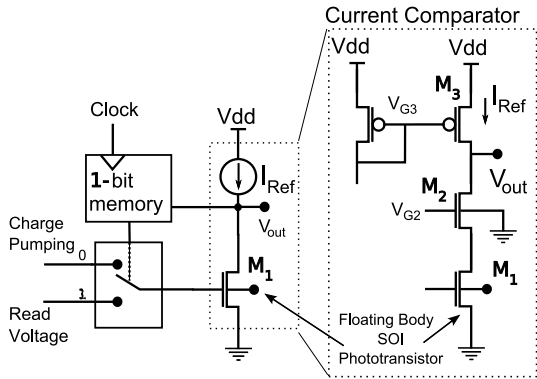 Current Comparator
Vdd
Vdd
M3
VG3
IRef
Vout
M2
VG2
M1
Floating Body
SOI
Phototransistor
Clock
Vdd
1-bit
memory
IRef
Vout
Charge
Pumping
0
1
Read
Voltage
M1